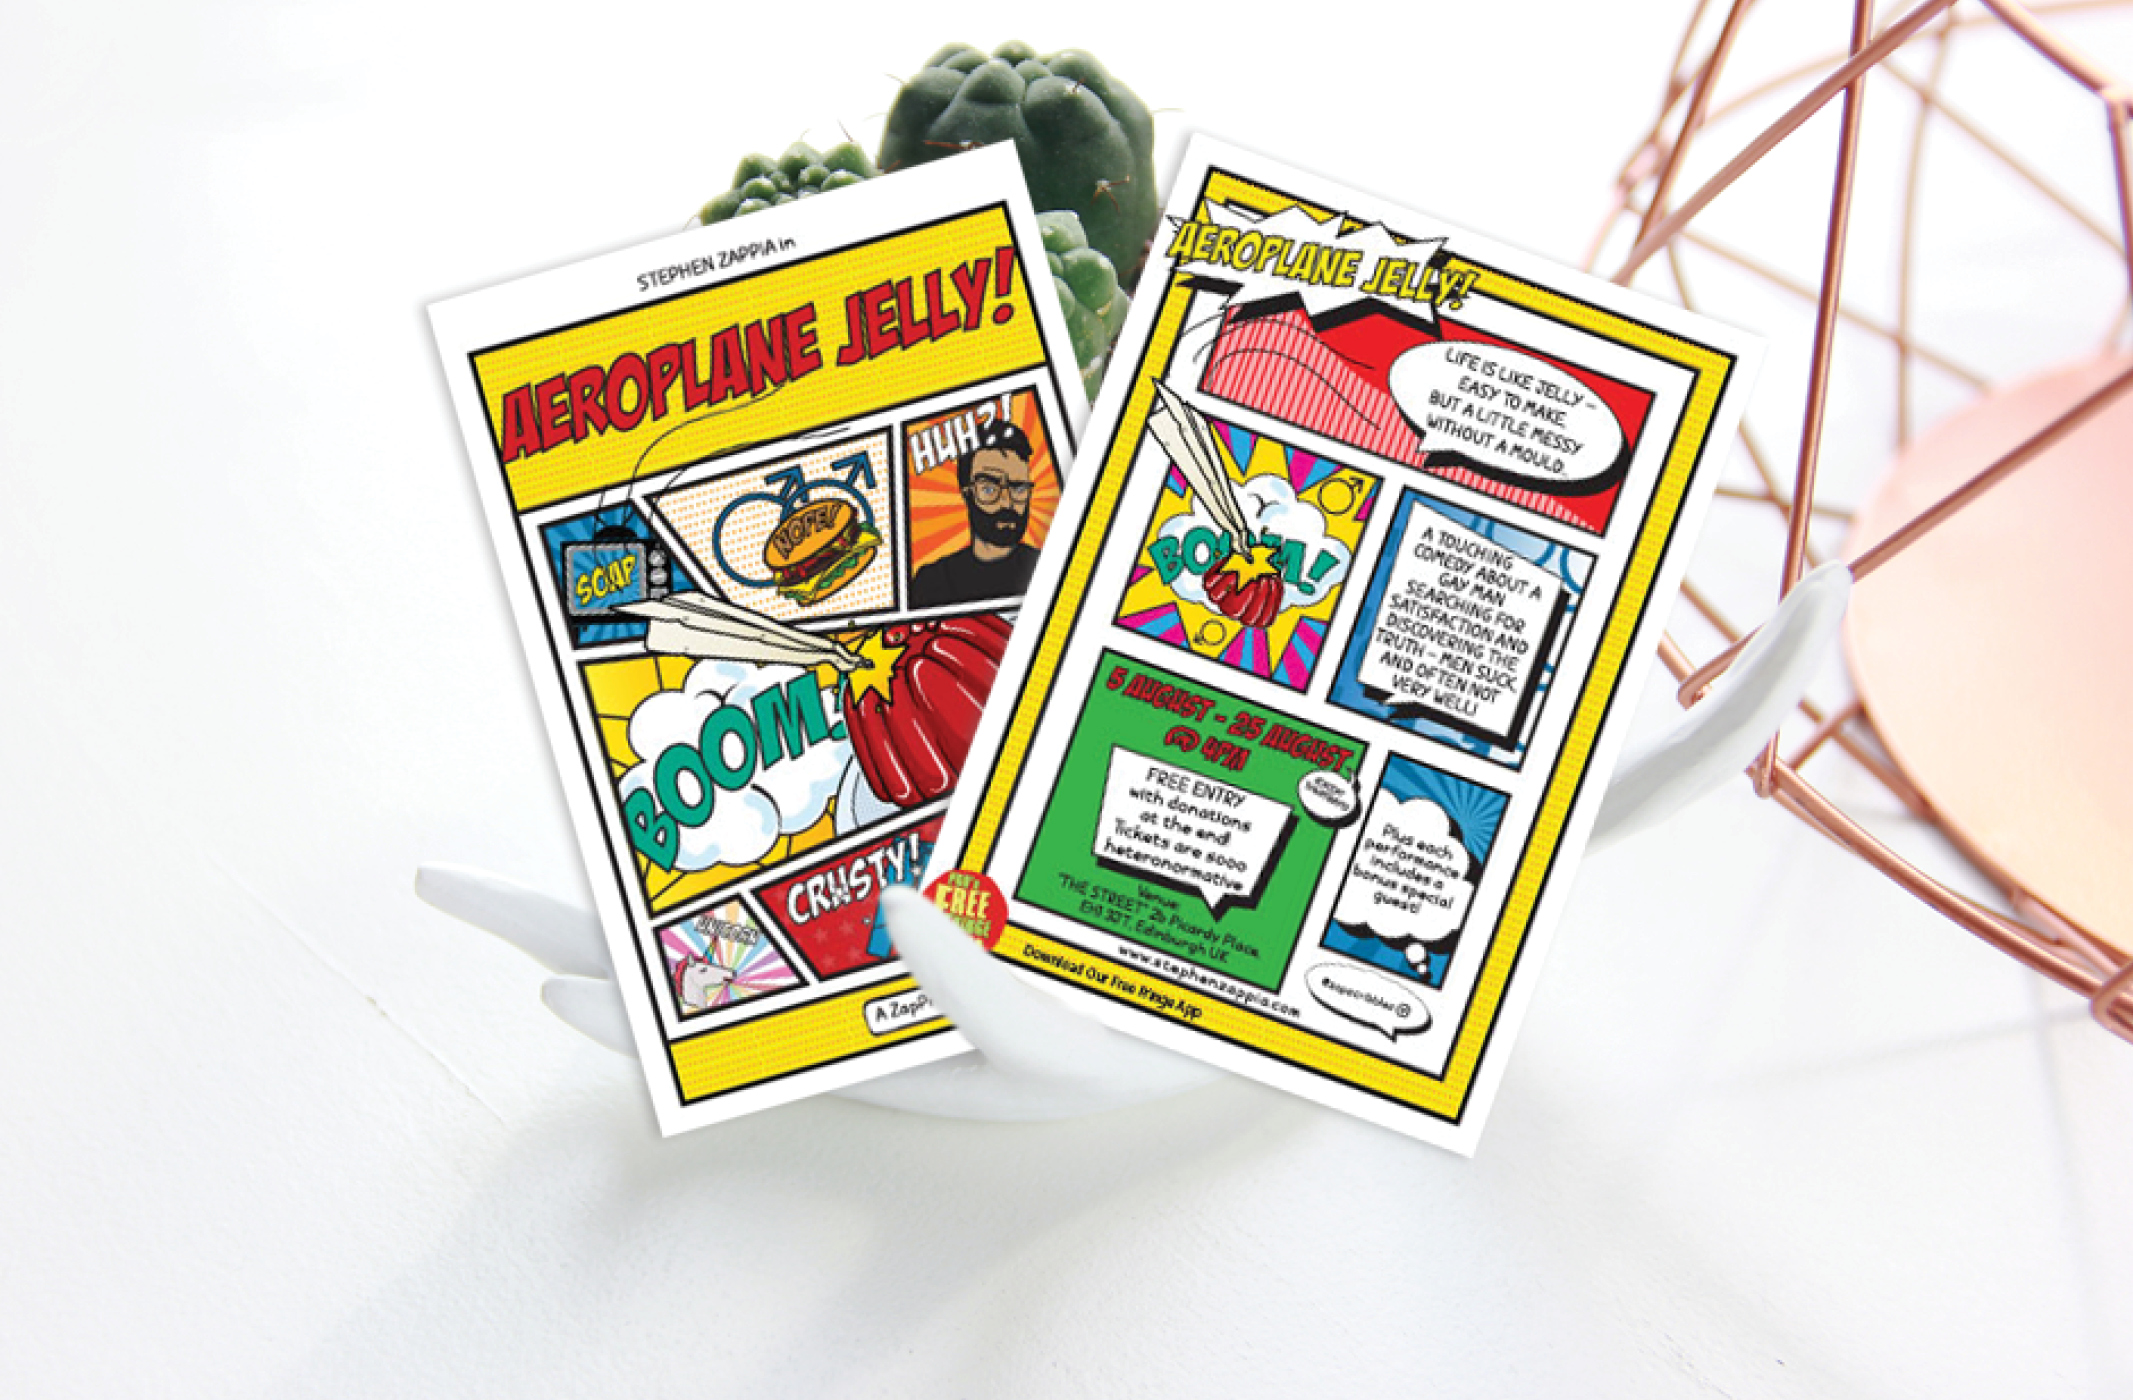 STEPHEN ZAPPIA in
AEROPLANE JELLY!
HUH?!
NOPE!
SOAP
BOOM!
CRUSTY!
UNICORN
A ZapP
AEROPLANE JELLY!
LIFE IS LIKE JELLY –
EASY TO MAKE
BUT A LITTLE MESSY
WITHOUT A MOULD.
A TOUCHING
COMEDY ABOUT A
GAY MAN
SEARCHING FOR
SATISFACTION AND
DISCOVERING THE
TRUTH – MEN SUCK,
AND OFTEN NOT
VERY WELL!
5 AUGUST - 25 AUGUST
@ 4PM
FREE ENTRY
with donations
at the end!
Tickets are sooo
heteronormative
Venue:
"THE STREET" 2b Picardy Place,
EH1 3JT, Edinburgh UK
Plus each
performance
includes a
bonus special
guest!
FREE
www.stephenzappia.com
Download Our Free Fringe App